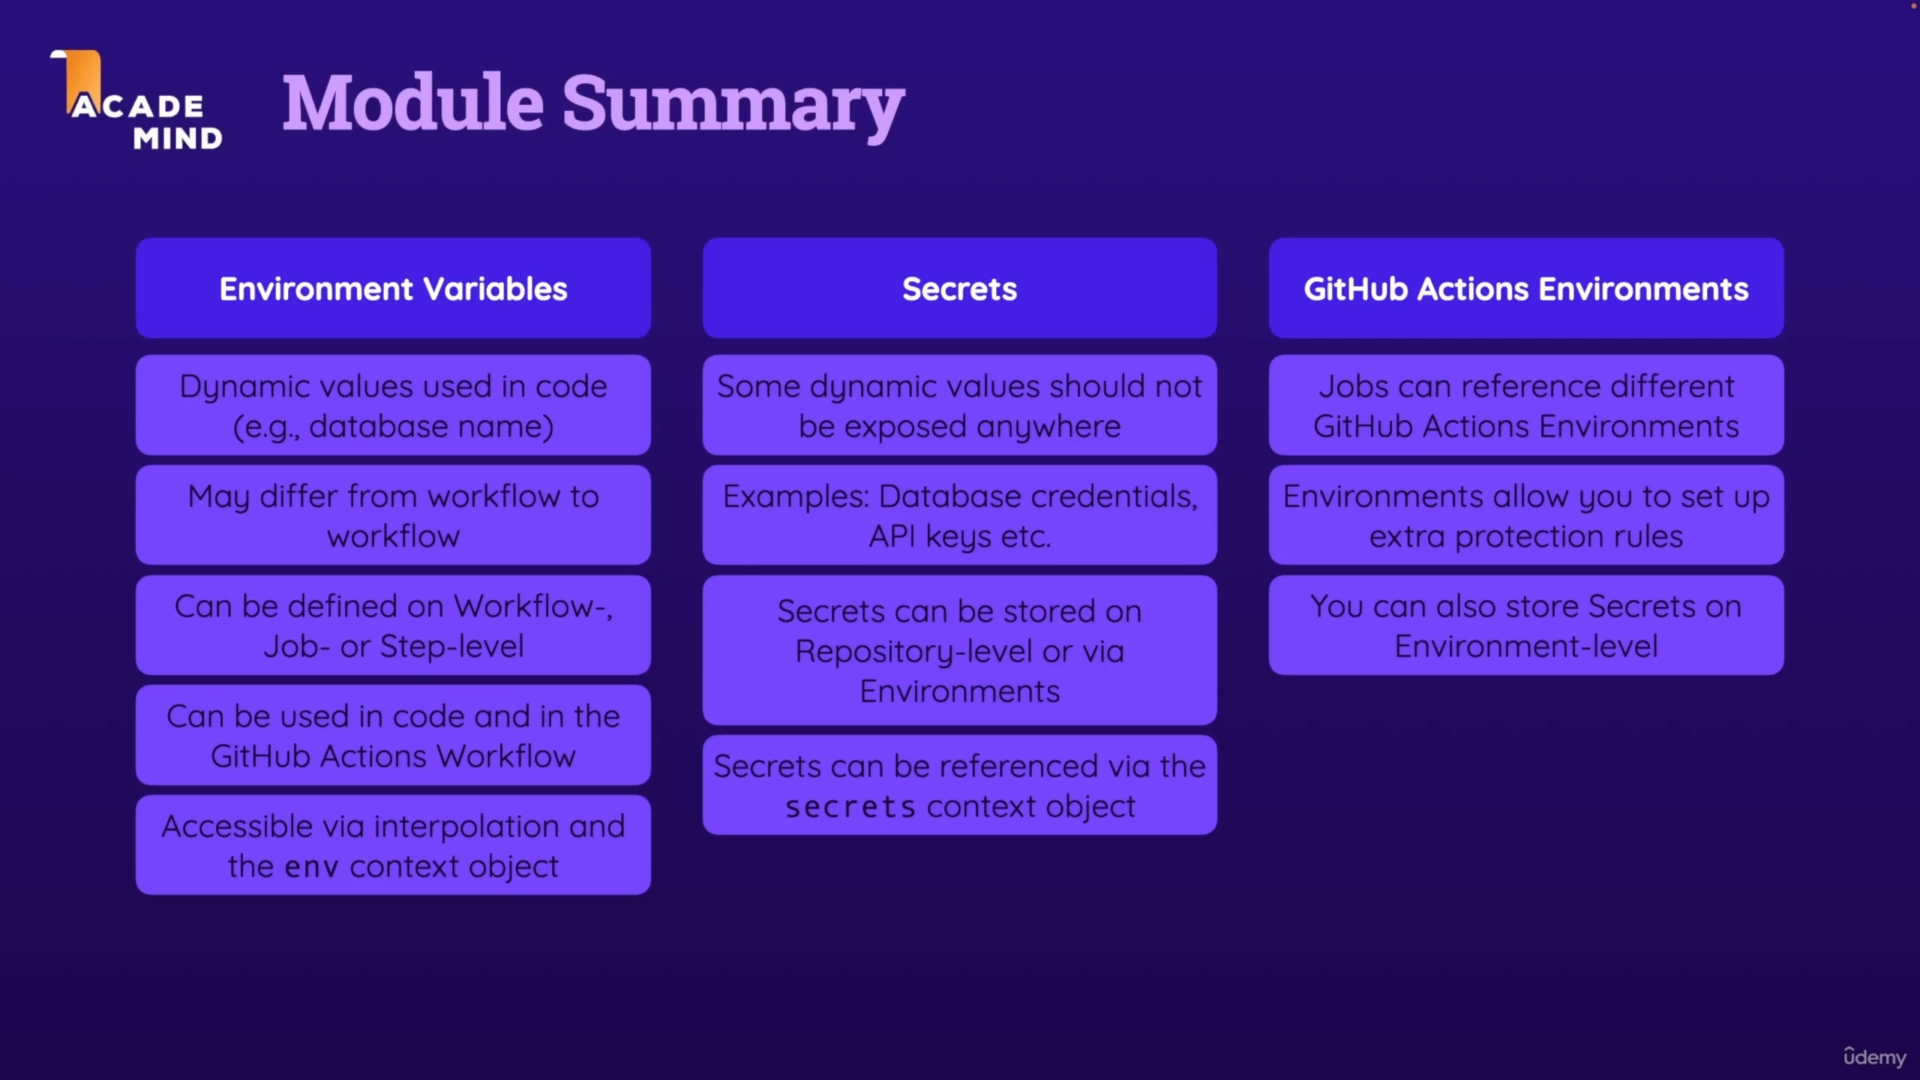 ACADE
MIND
Module Summary
Environment Variables
Dynamic values used in code
(e.g., database name)
May differ from workflow to
workflow
Can be defined on Workflow-,
Job- or Step-level
Can be used in code and in the
GitHub Actions Workflow
Accessible via interpolation and
the env context object
Secrets
Some dynamic values should not
be exposed anywhere
Examples: Database credentials,
API keys etc.
Secrets can be stored on
Repository-level or via
Environments
Secrets can be referenced via the
secrets context object
GitHub Actions Environments
Jobs can reference different
GitHub Actions Environments
Environments allow you to set up
extra protection rules
You can also store Secrets on
Environment-level
ûdemy